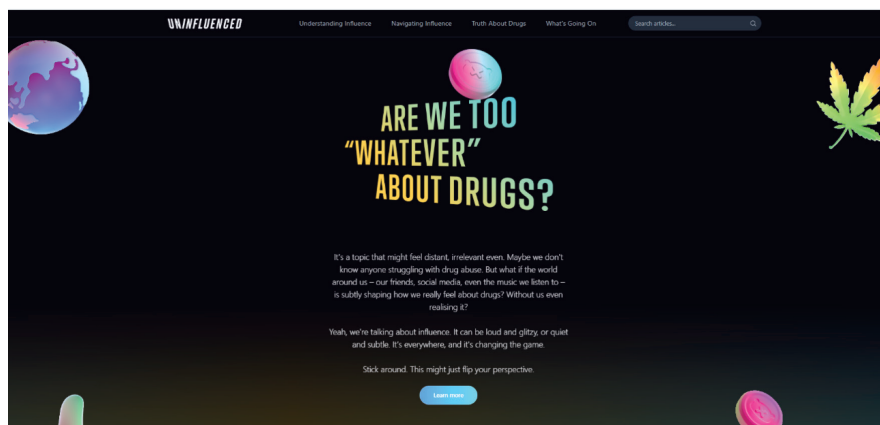 UNINFLUENCED
Understanding Influence
Navigating Influence
Truth About Drugs
What's Going On
Search articles...
ARE WE TOO
"WHATEVER"
ABOUT DRUGS?
It's a topic that might feel distant, irrelevant even. Maybe we don't
know anyone struggling with drug abuse. But what if the world
around us – our friends, social media, even the music we listen to –
is subtly shaping how we really feel about drugs? Without us even
realising it?
Yeah, we're talking about influence. It can be loud and glitzy, or quiet
and subtle. It's everywhere, and it's changing the game.
Stick around. This might just flip your perspective.
Learn more